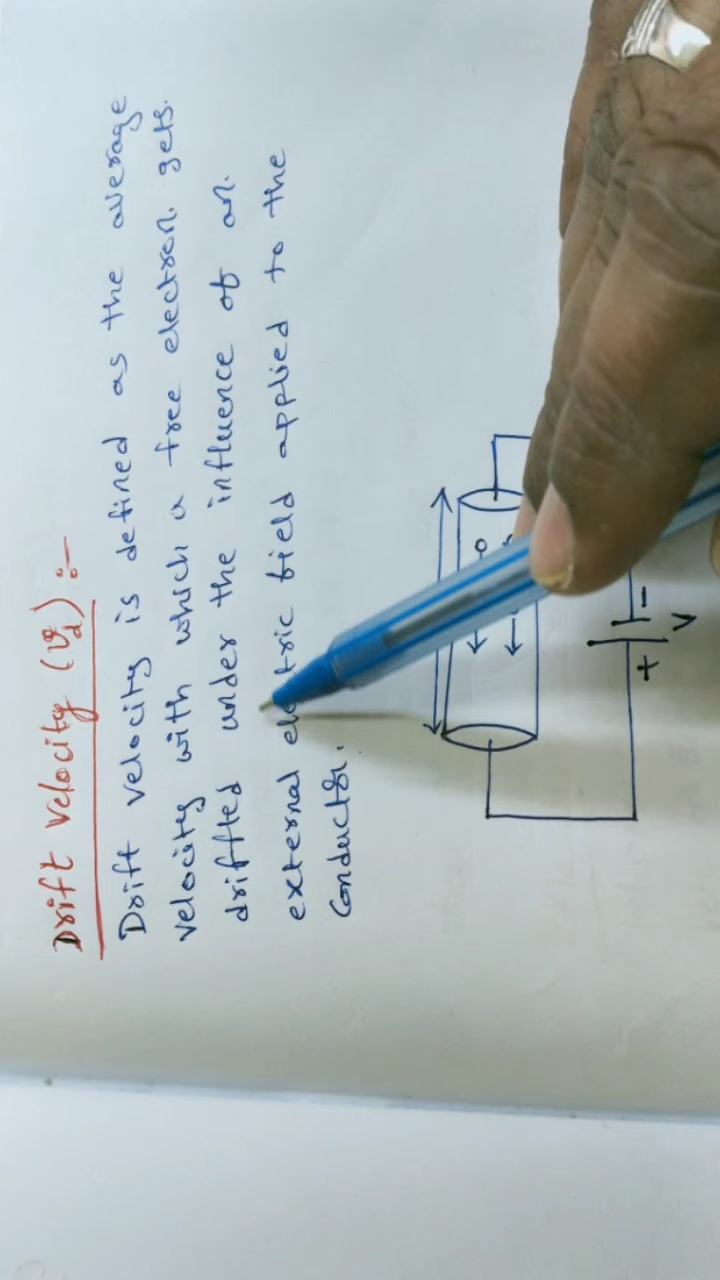 Drift velocity (vd) :-
Drift velocity is defined as the average
velocity with which a free electron gets
driffted under the influence of an
external electric field applied to the
conductor.
+ -
V